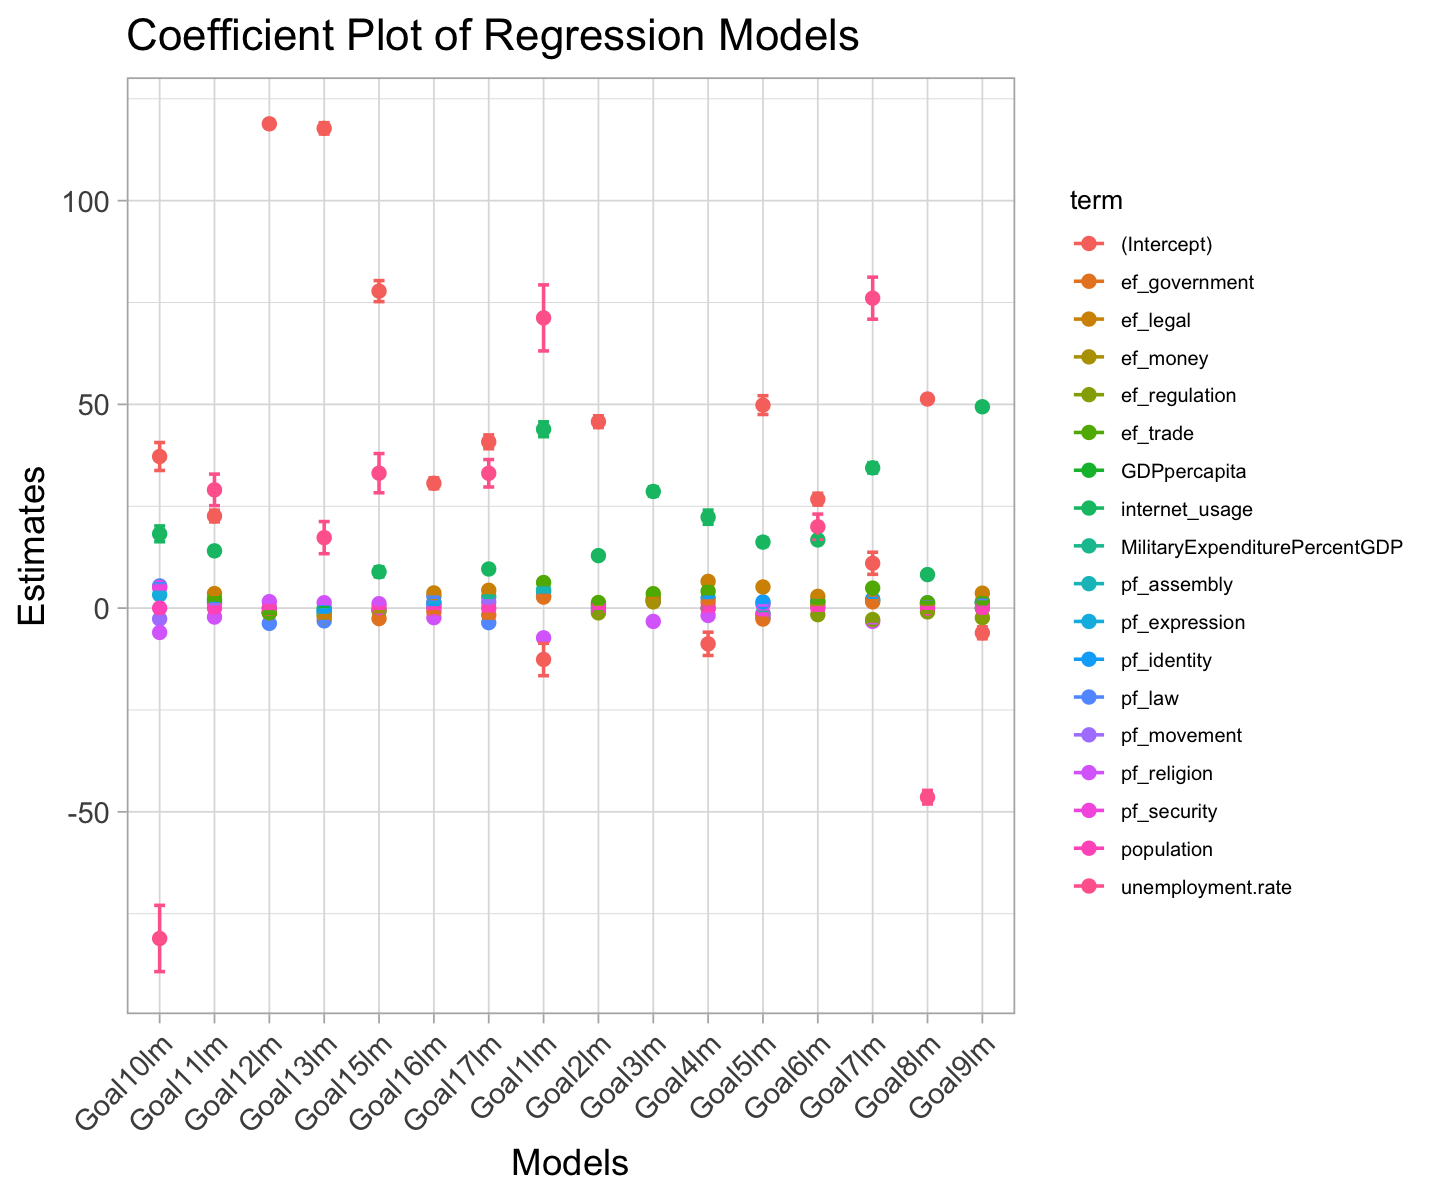 Coefficient Plot of Regression Models
Estimates
100
50
0
-50
Goal10lm
Goal11lm
Goal12lm
Goal13lm
Goal15lm
Goal16lm
Goal17lm
Goal1lm
Goal2lm
Goal3lm
Goal4lm
Goal5lm
Goal6lm
Goal7lm
Goal8lm
Goal9lm
Models
term
(Intercept)
ef_government
ef_legal
ef_money
ef_regulation
ef_trade
GDPpercapita
internet_usage
MilitaryExpenditurePercentGDP
pf_assembly
pf_expression
pf_identity
pf_law
pf_movement
pf_religion
pf_security
population
unemployment.rate